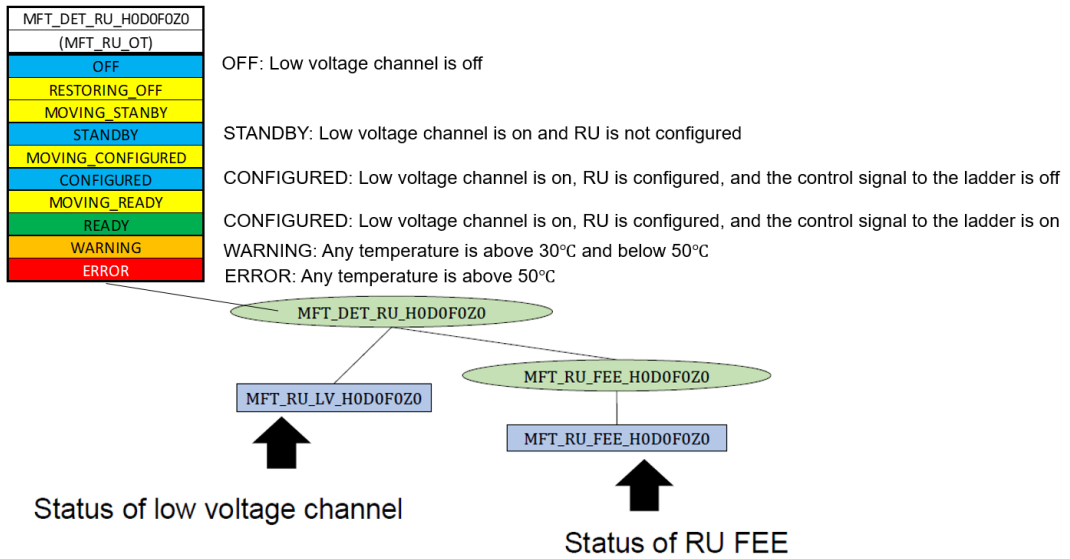 MFT_DET_RU_H0D0F0Z0
(MFT_RU_OT)
OFF
OFF: Low voltage channel is off
RESTORING_OFF
MOVING_STANBY
STANDBY
STANDBY: Low voltage channel is on and RU is not configured
MOVING_CONFIGURED
CONFIGURED
CONFIGURED: Low voltage channel is on, RU is configured, and the control signal to the ladder is off
MOVING_READY
READY
CONFIGURED: Low voltage channel is on, RU is configured, and the control signal to the ladder is on
WARNING
WARNING: Any temperature is above 30℃ and below 50℃
ERROR
ERROR: Any temperature is above 50℃
MFT_DET_RU_H0D0F0Z0
MFT_RU_FEE_H0D0F0Z0
MFT_RU_LV_H0D0F0Z0
MFT_RU_FEE_H0D0F0Z0
Status of low voltage channel
Status of RU FEE